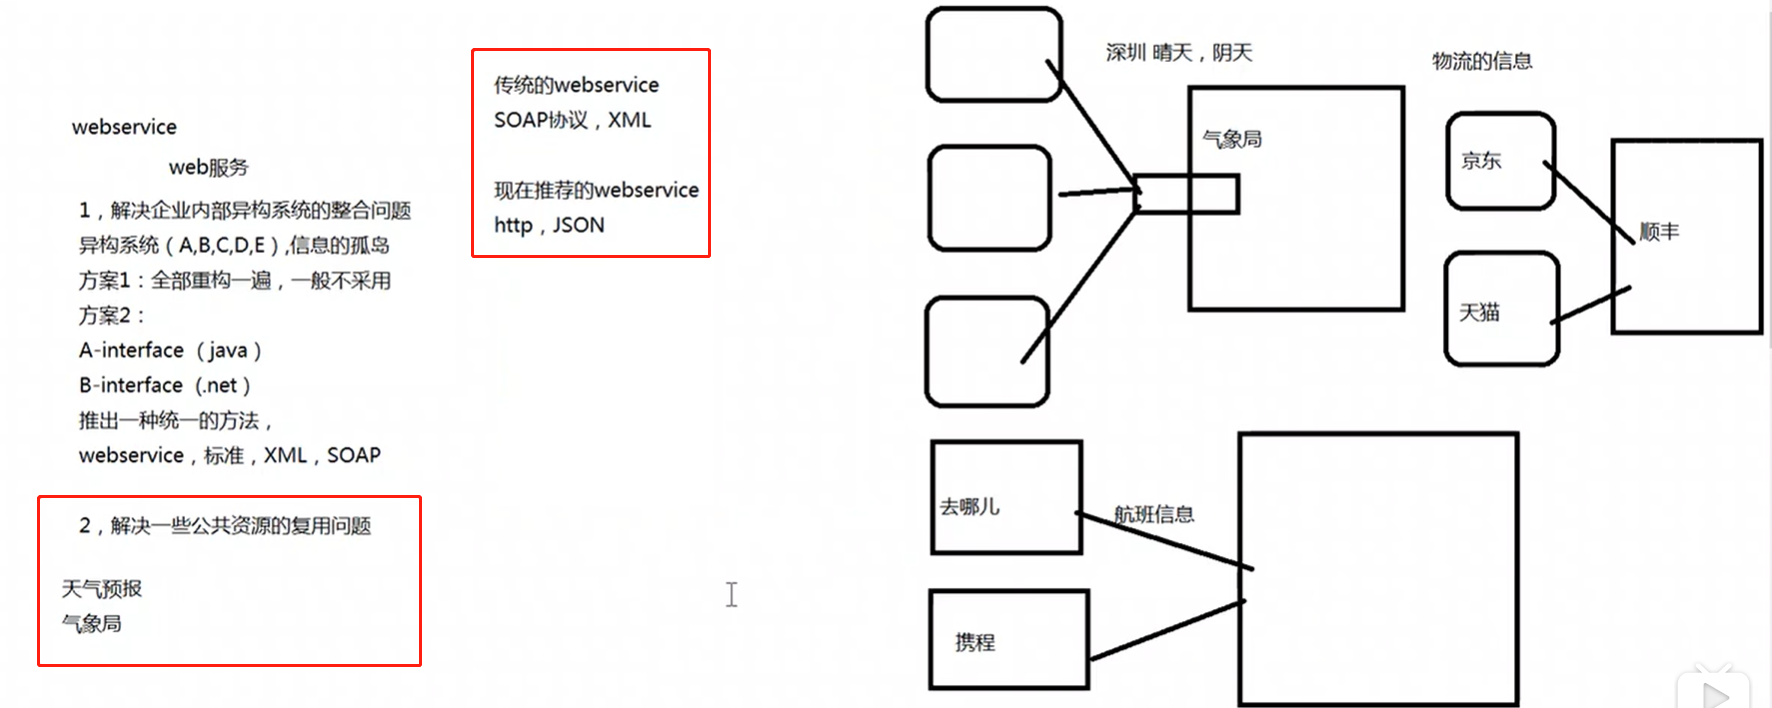 webservice
web服务
1，解决企业内部异构系统的整合问题
异构系统（A,B,C,D,E）,信息的孤岛
方案1：全部重构一遍，一般不采用
方案2：
A-interface（java）
B-interface（.net）
推出一种统一的方法，
webservice，标准，XML，SOAP
2，解决一些公共资源的复用问题
天气预报
气象局
传统的webservice
SOAP协议，XML
现在推荐的webservice
http，JSON
深圳 晴天，阴天
气象局
物流的信息
京东
顺丰
天猫
去哪儿
航班信息
携程